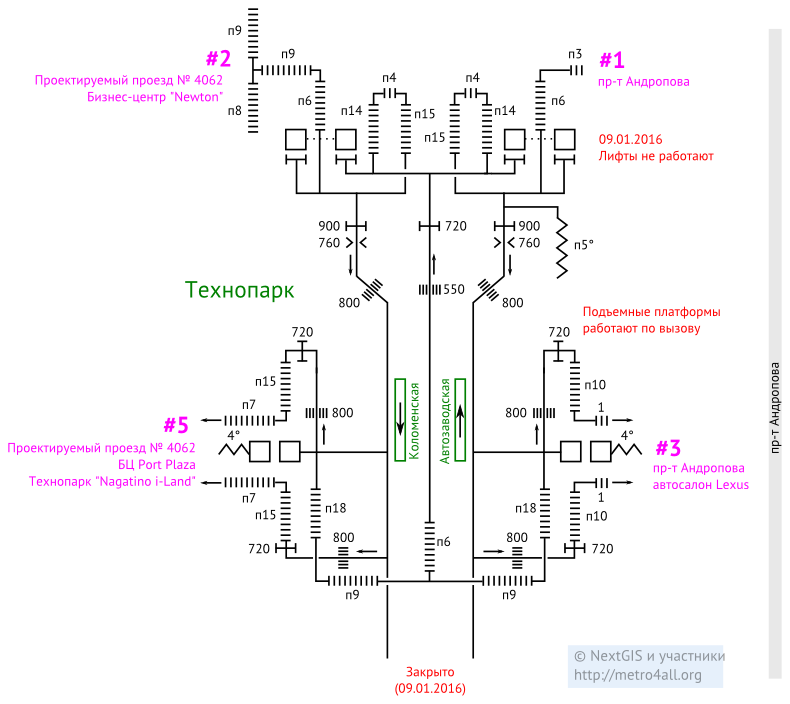 п9
#2
Проектируемый проезд № 4062
Бизнес-центр "Newton"
п9
п8
п6
п14
п4
п15
п4
п15
п14
п3
#1
пр-т Андропова
п6
09.01.2016
Лифты не работают
900
760
720
900
760
п5°
800
550
800
Технопарк
Подъемные платформы
работают по вызову
720
п15
п7
800
#5
Проектируемый проезд № 4062
БЦ Port Plaza
Технопарк "Nagatino i-Land"
4°
Коломенская
Автозаводская
720
п10
800
1
4°
#3
пр-т Андропова
автосалон Lexus
пр-т Андропова
п7
п15
п18
720
800
п6
п9
п9
п18
1
п10
800
720
Закрыто
(09.01.2016)
© NextGIS и участники
http://metro4all.org